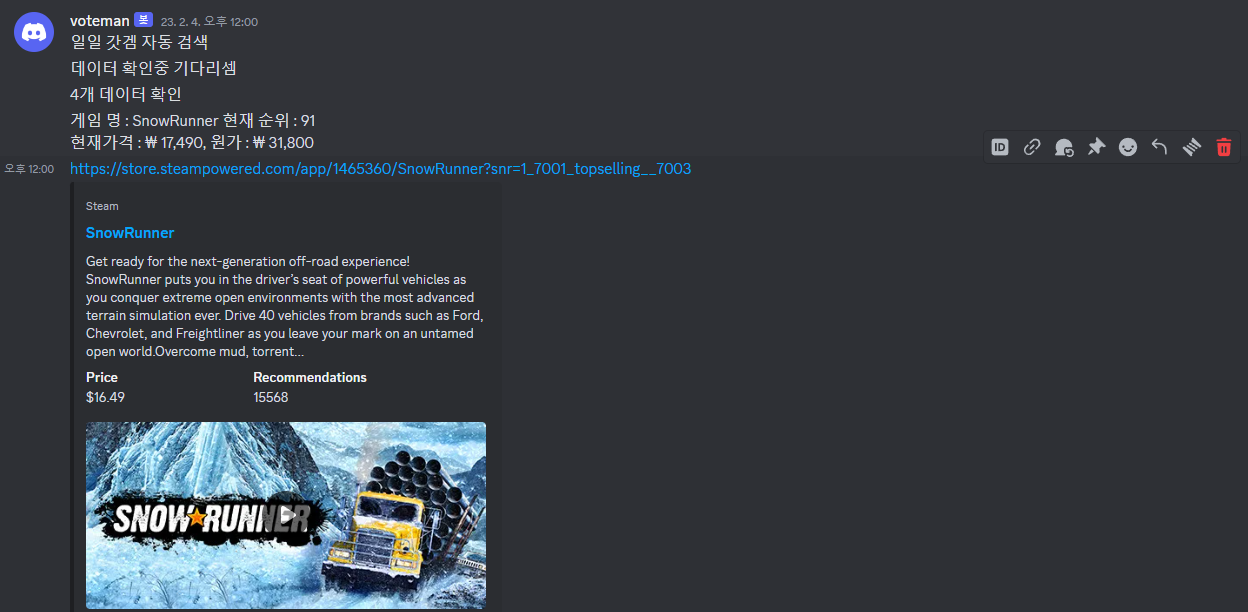 voteman 봇 23. 2. 4. 오후 12:00
일일 갓겜 자동 검색
데이터 확인중 기다리셈
4개 데이터 확인
게임 명 : SnowRunner 현재 순위 : 91
현재가격 : ₩ 17,490, 원가 : ₩ 31,800
ID
오후 12:00 https://store.steampowered.com/app/1465360/SnowRunner?snr=1_7001_topselling__7003
Steam
SnowRunner
Get ready for the next-generation off-road experience!
SnowRunner puts you in the driver’s seat of powerful vehicles as
you conquer extreme open environments with the most advanced
terrain simulation ever. Drive 40 vehicles from brands such as Ford,
Chevrolet, and Freightliner as you leave your mark on an untamed
open world.Overcome mud, torrent...
Price Recommendations
$16.49 15568
SNOWRUNNER